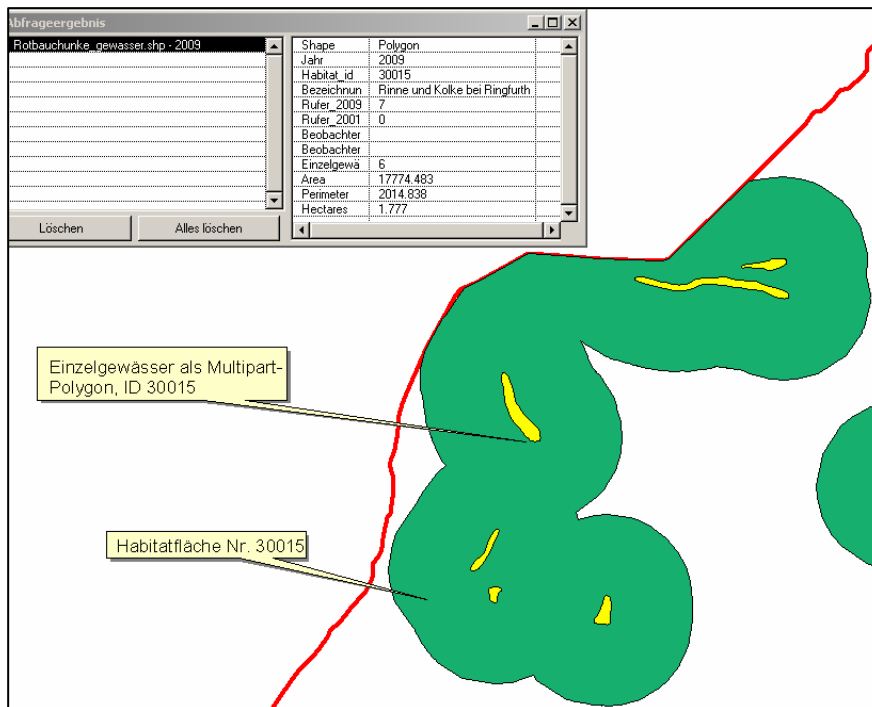 Abfrageergebnis
Rotbauchunke_gewasser.shp - 2009
Shape Polygon
Jahr 2009
Habitat_id 30015
Bezeichnun Rinne und Kolke bei Ringfurth
Rufer_2009 7
Rufer_2001 0
Beobachter
Beobachter
Einzelgewä 6
Area 17774.483
Perimeter 2014.838
Hectares 1.777
Löschen Alles löschen
Einzelgewässer als Multipart-
Polygon, ID 30015
Habitatfläche Nr. 30015